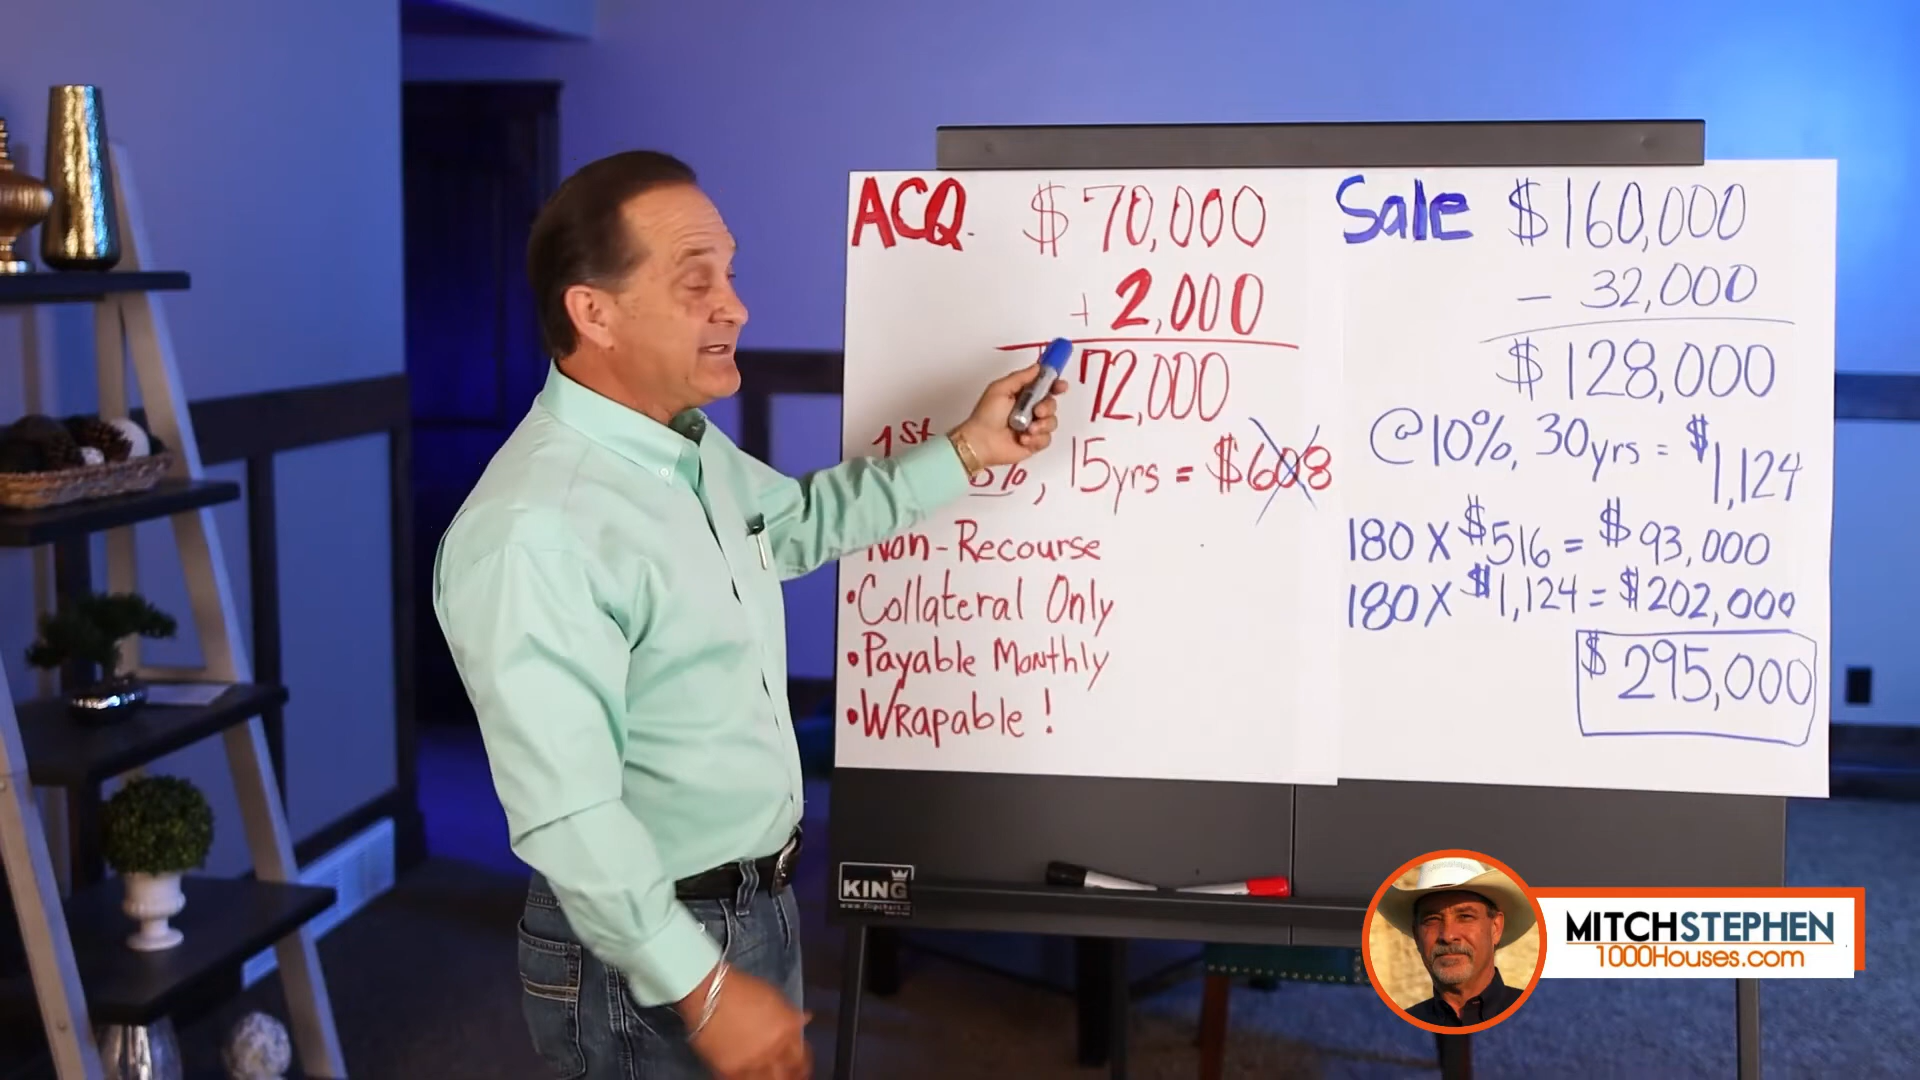 ACQ. $70,000
+ 2,000
72,000
1st
%, 15yrs = $608
Non-Recourse
•Collateral Only
•Payable Monthly
•Wrapable!
Sale $160,000
- 32,000
$128,000
@10%, 30yrs = $1,124
180 X $516 = $93,000
180 X $1,124 = $202,000
$295,000
KING
MITCHSTEPHEN
1000Houses.com